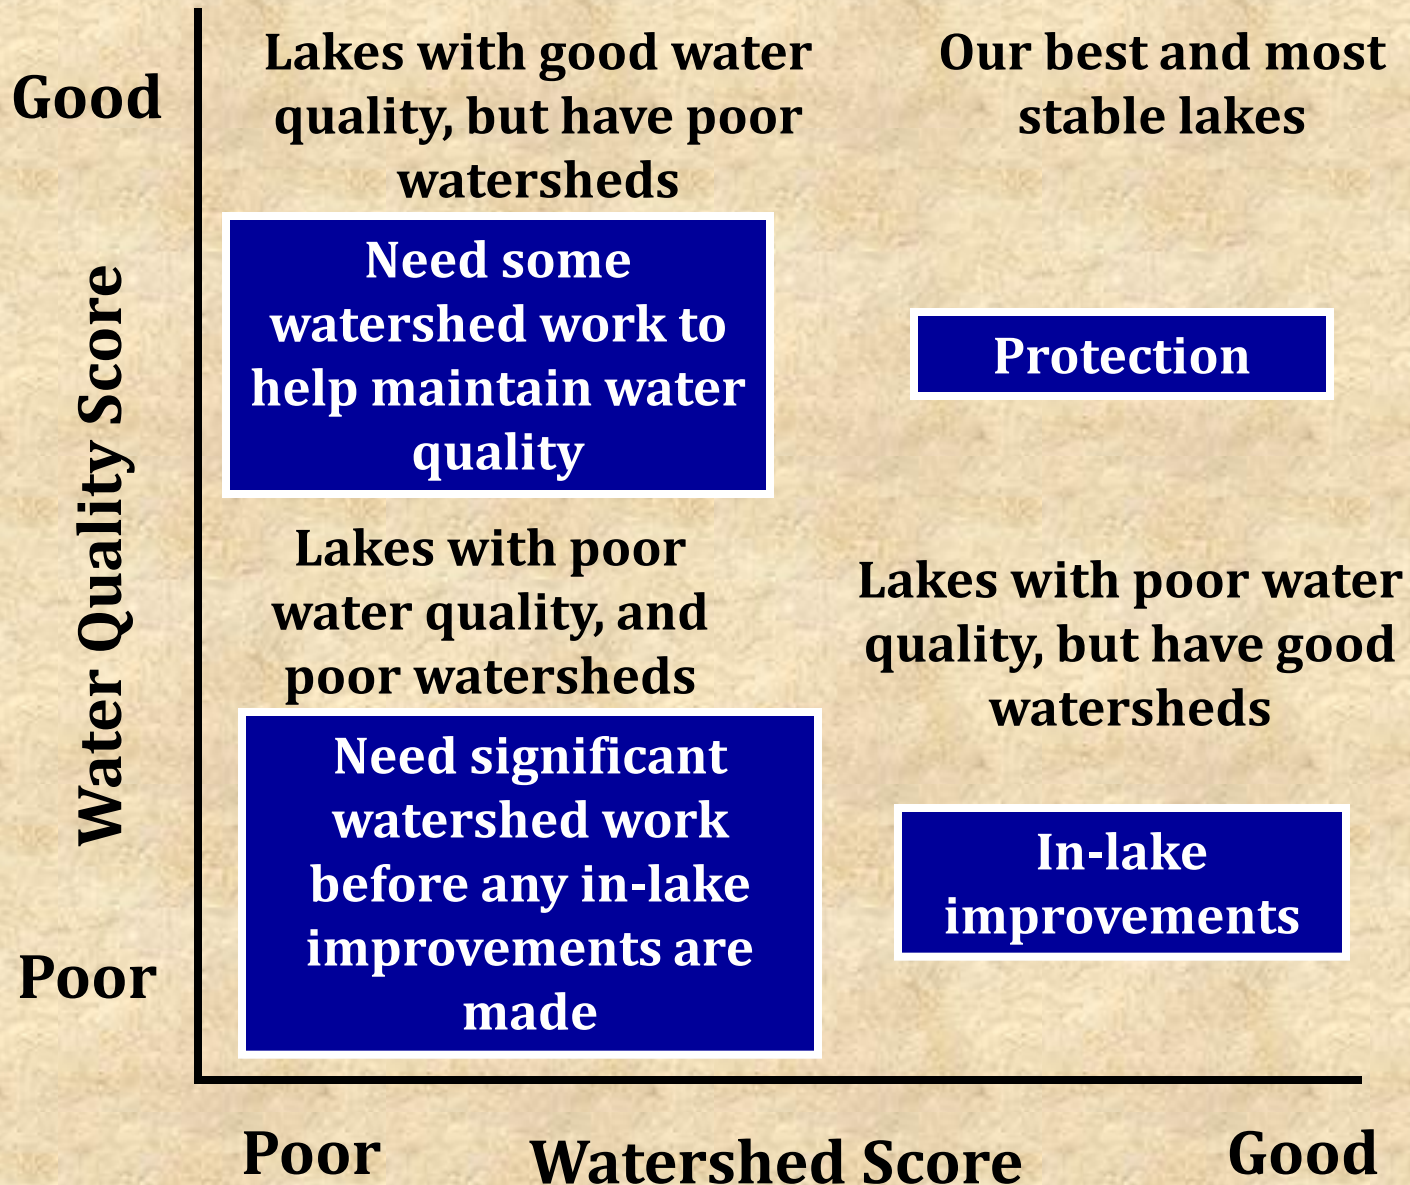 Good
Lakes with good water
quality, but have poor
watersheds
Our best and most
stable lakes
Need some
watershed work to
help maintain water
quality
Protection
Water Quality Score
Lakes with poor
water quality, and
poor watersheds
Lakes with poor water
quality, but have good
watersheds
Need significant
watershed work
before any in-lake
improvements are
made
In-lake
improvements
Poor
Poor
Watershed Score
Good